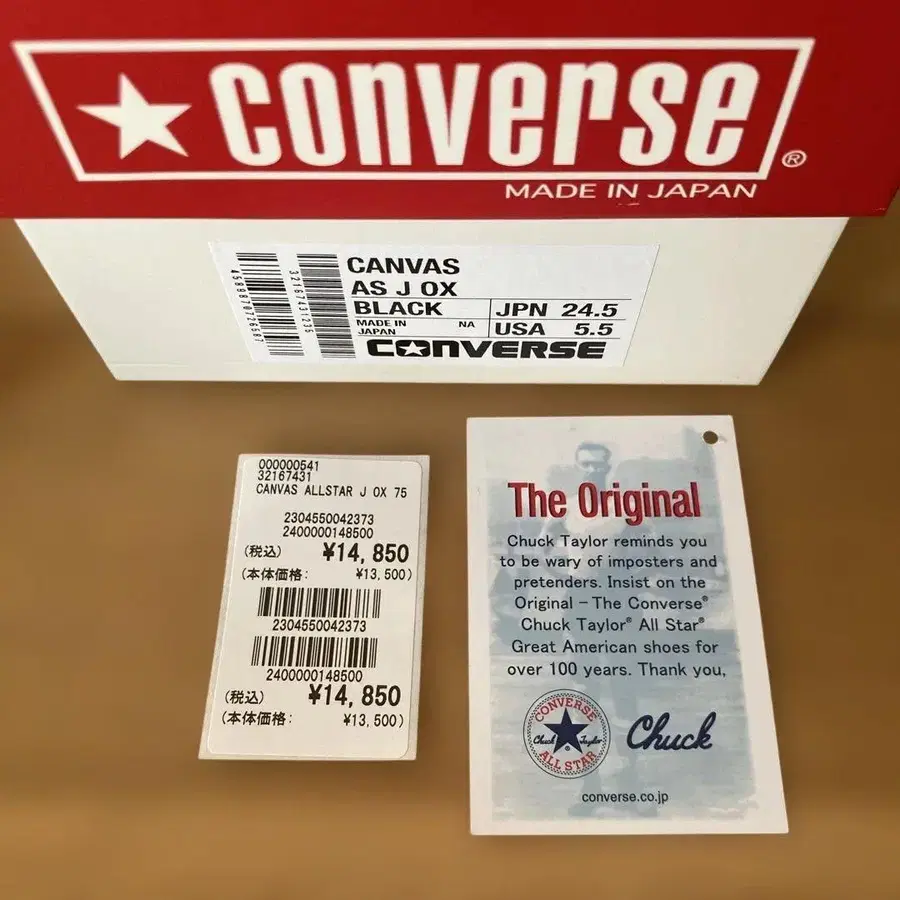 CONVERSE®
MADE IN JAPAN
4589870726687
32167431235
CANVAS
AS J OX
BLACK
JPN 24.5
MADE IN JAPAN
NA
USA 5.5
CONVERSE
000000541
32167431
CANVAS ALLSTAR J OX 75
2304550042373
2400000148500
(税込) ¥14,850
(本体価格: ¥13,500)
2304550042373
2400000148500
(税込) ¥14,850
(本体価格: ¥13,500)
The Original
Chuck Taylor reminds you
to be wary of imposters and
pretenders. Insist on the
Original – The Converse®
Chuck Taylor® All Star®
Great American shoes for
over 100 years. Thank you,
CONVERSE
Chuck Taylor
ALL STAR
®
Chuck
converse.co.jp